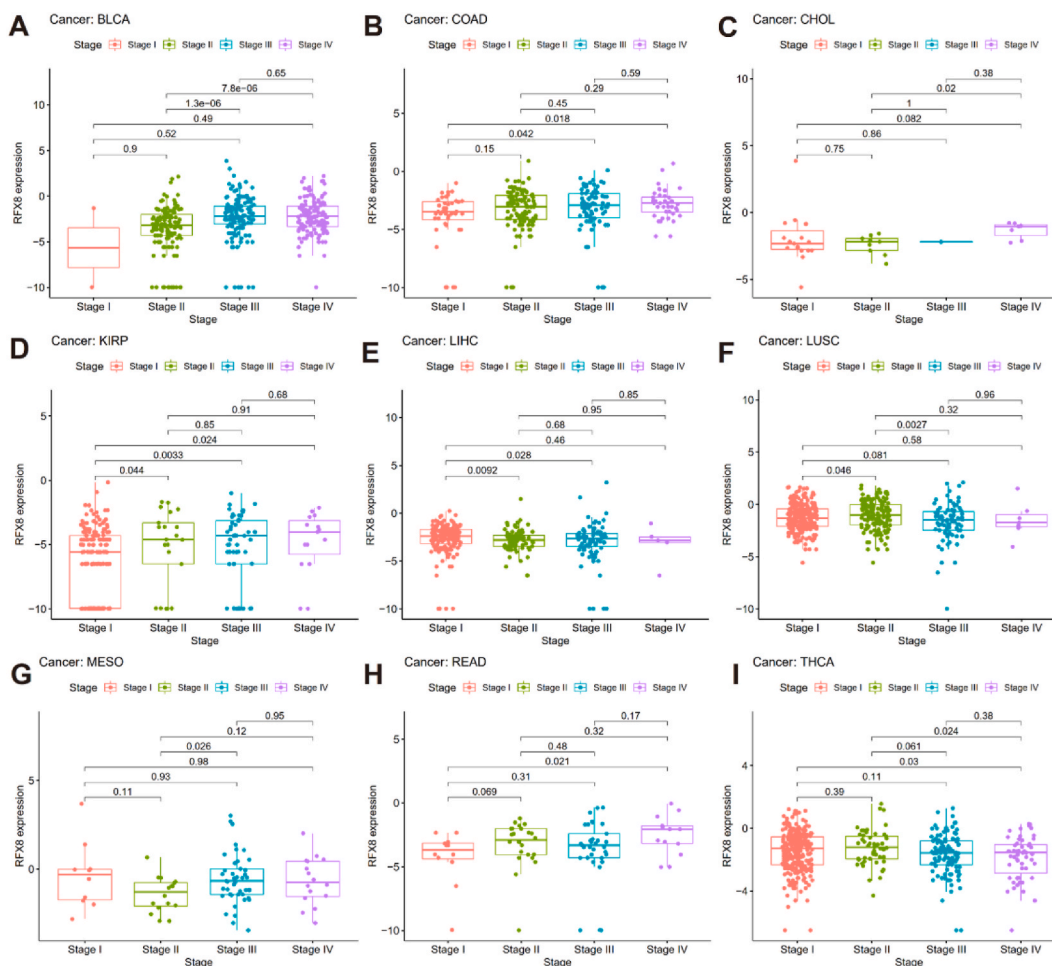 A Cancer: BLCA
Stage Stage I Stage II Stage III Stage IV
0.65
7.8e−06
1.3e−06
0.49
0.52
0.9
RFX8 expression
10
5
0
−5
−10
Stage I Stage II Stage III Stage IV
Stage
B Cancer: COAD
Stage Stage I Stage II Stage III Stage IV
0.59
0.29
0.45
0.018
0.042
0.15
RFX8 expression
5
0
−5
−10
Stage I Stage II Stage III Stage IV
Stage
C Cancer: CHOL
Stage Stage I Stage II Stage III Stage IV
0.38
0.02
1
0.082
0.86
0.75
RFX8 expression
10
5
0
−5
Stage I Stage II Stage III Stage IV
Stage
D Cancer: KIRP
Stage Stage I Stage II Stage III Stage IV
0.68
0.91
0.85
0.024
0.0033
0.044
RFX8 expression
5
0
−5
−10
Stage I Stage II Stage III Stage IV
Stage
E Cancer: LIHC
Stage Stage I Stage II Stage III Stage IV
0.85
0.95
0.68
0.46
0.028
0.0092
RFX8 expression
10
5
0
−5
−10
Stage I Stage II Stage III Stage IV
Stage
F Cancer: LUSC
Stage Stage I Stage II Stage III Stage IV
0.96
0.32
0.0027
0.58
0.081
0.046
RFX8 expression
10
5
0
−5
−10
Stage I Stage II Stage III Stage IV
Stage
G Cancer: MESO
Stage Stage I Stage II Stage III Stage IV
0.95
0.12
0.026
0.98
0.93
0.11
RFX8 expression
5
0
Stage I Stage II Stage III Stage IV
Stage
H Cancer: READ
Stage Stage I Stage II Stage III Stage IV
0.17
0.32
0.48
0.021
0.31
0.069
RFX8 expression
5
0
−5
−10
Stage I Stage II Stage III Stage IV
Stage
I Cancer: THCA
Stage Stage I Stage II Stage III Stage IV
0.38
0.024
0.061
0.03
0.11
0.39
RFX8 expression
4
0
−4
Stage I Stage II Stage III Stage IV
Stage